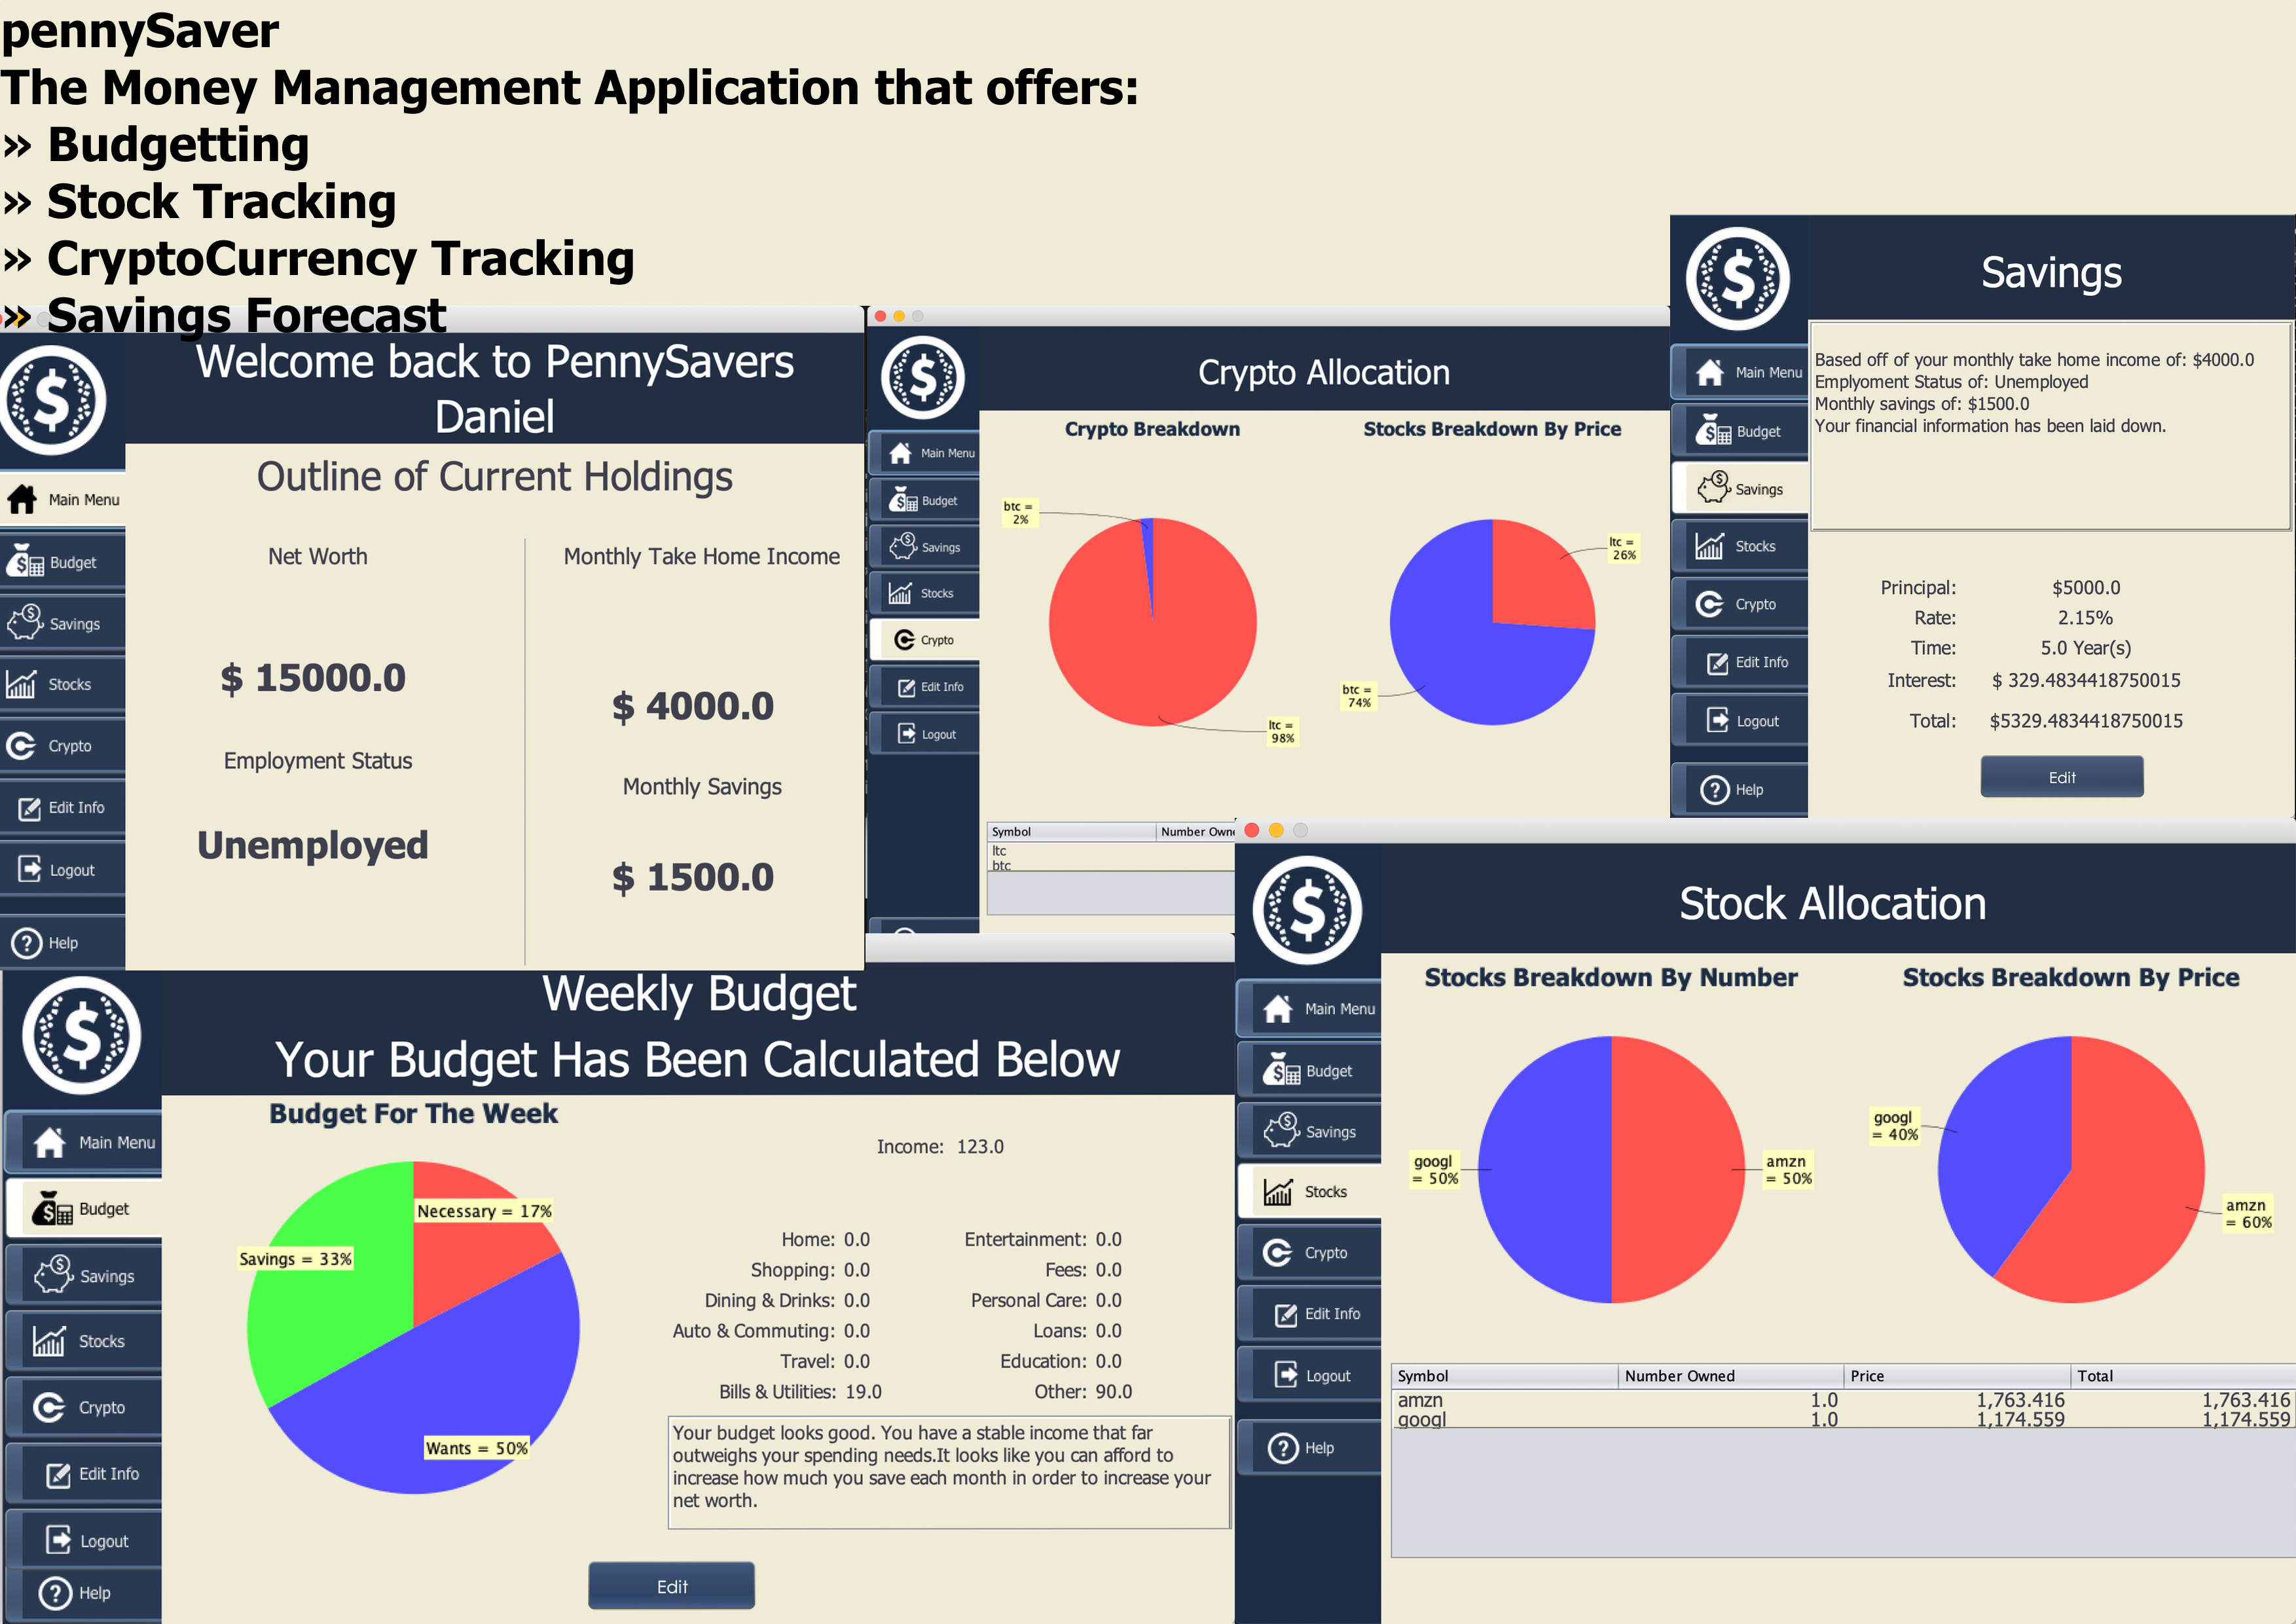 pennySaver
The Money Management Application that offers:
» Budgetting
» Stock Tracking
» CryptoCurrency Tracking
» Savings Forecast
Welcome back to PennySavers
Daniel
Main Menu
Budget
Savings
Stocks
Crypto
Edit Info
Logout
Help
Outline of Current Holdings
Net Worth
$ 15000.0
Employment Status
Unemployed
Monthly Take Home Income
$ 4000.0
Monthly Savings
$ 1500.0
Crypto Allocation
Main Menu
Budget
Savings
Stocks
Crypto
Edit Info
Logout
Crypto Breakdown
btc =
2%
ltc =
98%
Stocks Breakdown By Price
ltc =
26%
btc =
74%
Symbol Number Owne
ltc
btc
Savings
Main Menu
Budget
Savings
Stocks
Crypto
Edit Info
Logout
Help
Based off of your monthly take home income of: $4000.0
Emplyoment Status of: Unemployed
Monthly savings of: $1500.0
Your financial information has been laid down.
Principal: $5000.0
Rate: 2.15%
Time: 5.0 Year(s)
Interest: $ 329.4834418750015
Total: $5329.4834418750015
Edit
Weekly Budget
Your Budget Has Been Calculated Below
Main Menu
Budget
Savings
Stocks
Crypto
Edit Info
Logout
Help
Budget For The Week
Necessary = 17%
Savings = 33%
Wants = 50%
Income: 123.0
Home: 0.0 Entertainment: 0.0
Shopping: 0.0 Fees: 0.0
Dining & Drinks: 0.0 Personal Care: 0.0
Auto & Commuting: 0.0 Loans: 0.0
Travel: 0.0 Education: 0.0
Bills & Utilities: 19.0 Other: 90.0
Your budget looks good. You have a stable income that far
outweighs your spending needs.It looks like you can afford to
increase how much you save each month in order to increase your
net worth.
Edit
Stock Allocation
Main Menu
Budget
Savings
Stocks
Crypto
Edit Info
Logout
Help
Stocks Breakdown By Number
googl
= 50%
amzn
= 50%
Stocks Breakdown By Price
googl
= 40%
amzn
= 60%
Symbol Number Owned Price Total
amzn 1.0 1,763.416 1,763.416
googl 1.0 1,174.559 1,174.559